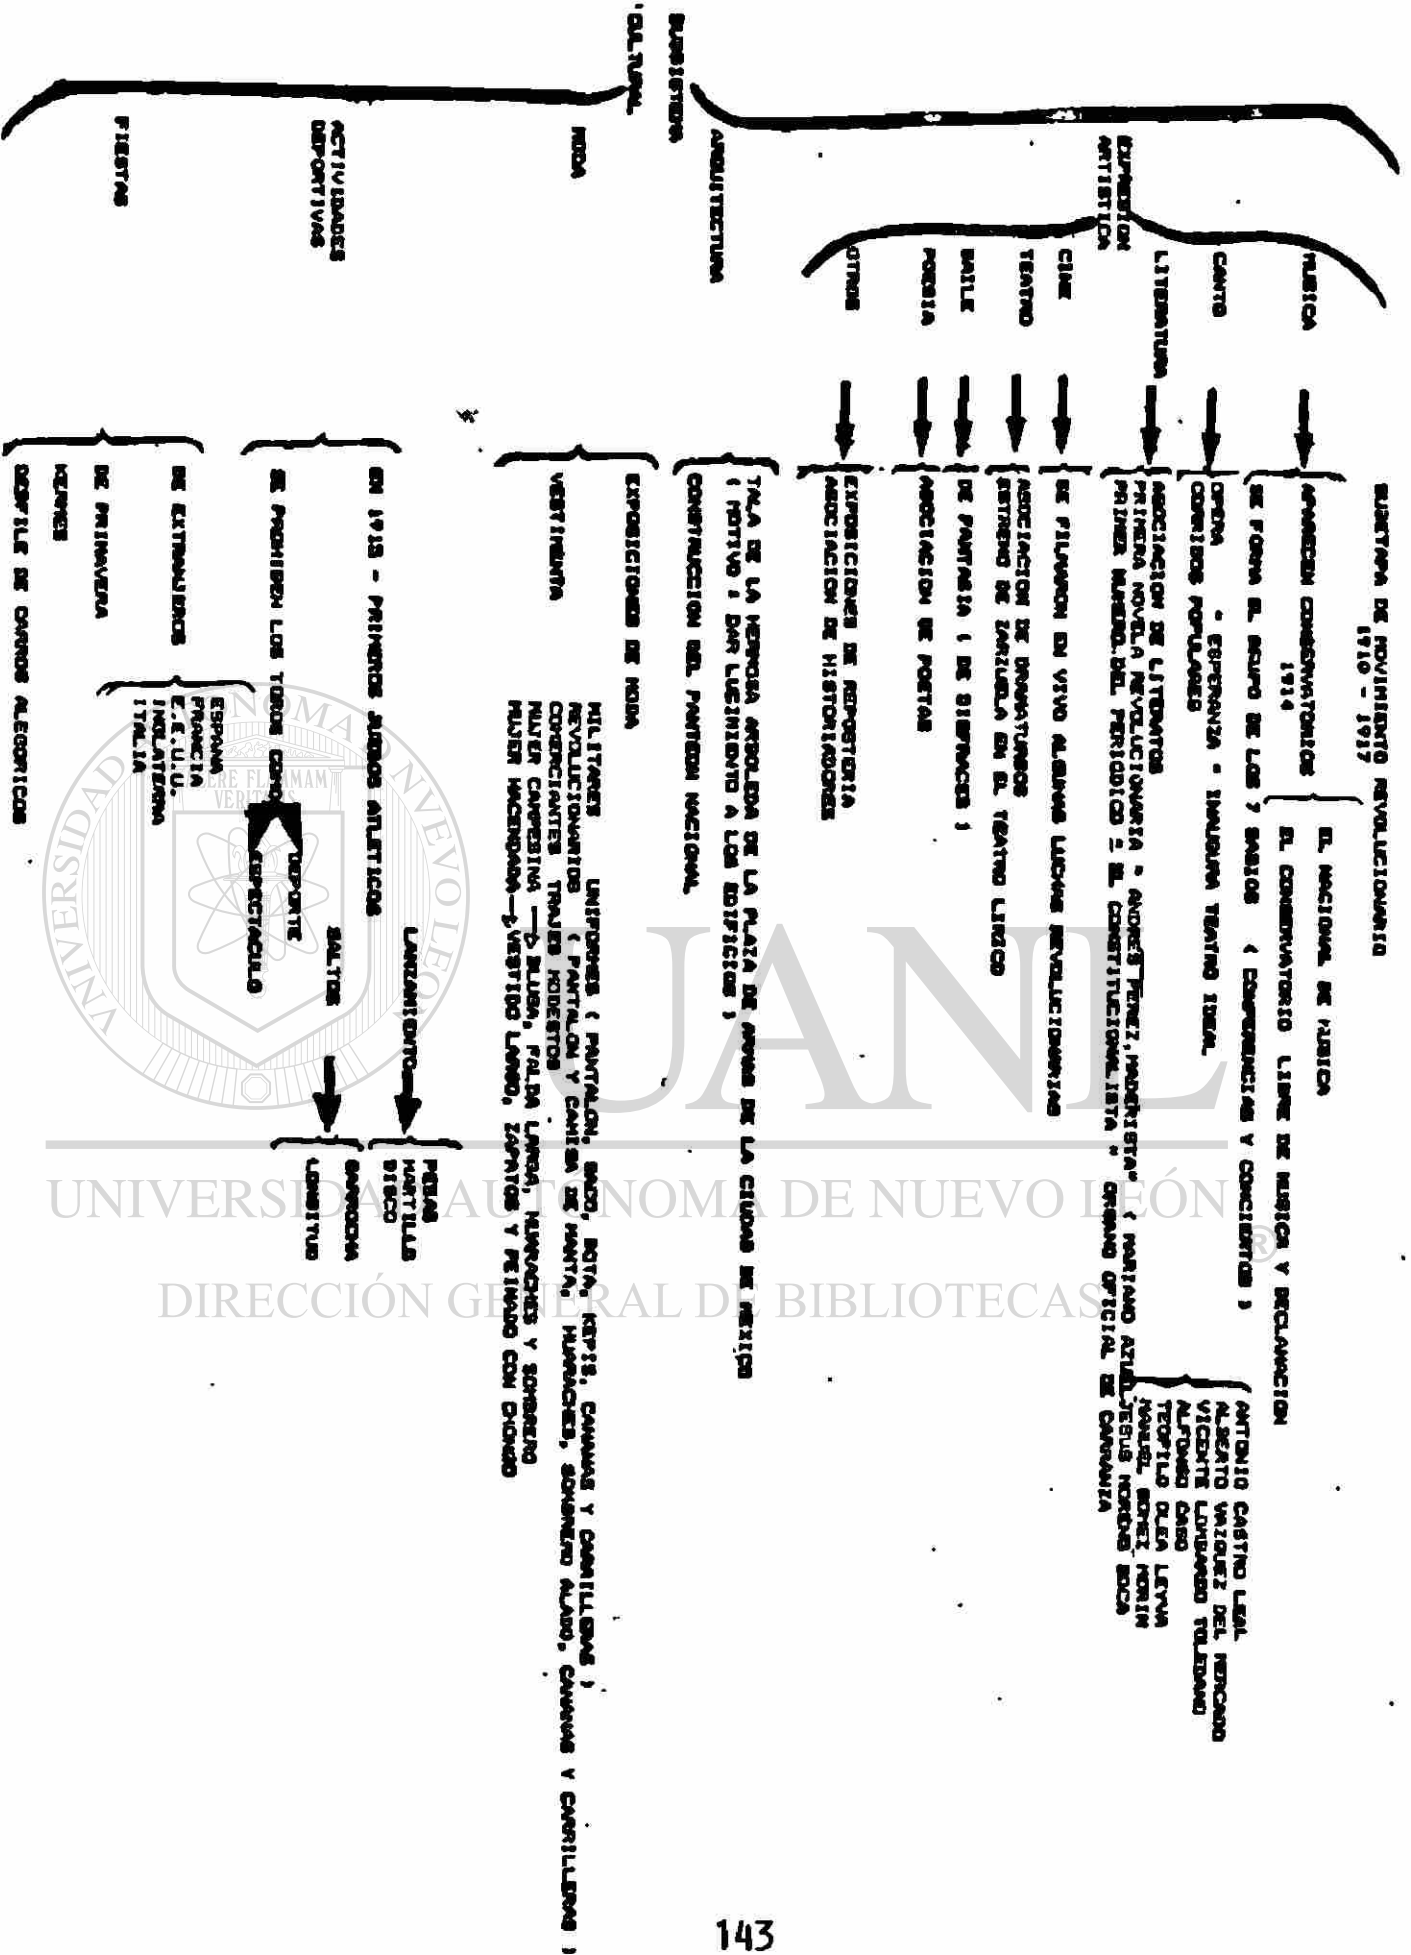 SUBETAPA DE MOVIMIENTO REVOLUCIONARIO
1910 - 1917
SUBSISTEMA
CULTURAL
EXPRESION
ARTISTICA
MUSICA
APARECEN CONSERVATORIOS
1914
EL NACIONAL DE MUSICA
EL CONSERVATORIO LIBRE DE MUSICA Y DECLAMACION
SE FORMA EL GRUPO DE LOS 7 SABIOS ( CONFERENCIAS Y CONCIERTOS )
ANTONIO CASTRO LEAL
ALBERTO VAZQUEZ DEL MERCADO
VICENTE LOMBARDO TOLEDANO
ALFONSO CASO
TEOFILO OLEA LEYVA
MANUEL GOMEZ MORIN
JESUS MORENO BACA
CANTO
OPERA " ESPERANZA " INAUGURA TEATRO IDEAL
CORRIDOS POPULARES
LITERATURA
ASOCIACION DE LITERATOS
PRIMERA NOVELA REVOLUCIONARIA " ANDRES PEREZ, MADERISTA" ( MARIANO AZUELA
PRIMER NUMERO DEL PERIODICO " EL CONSTITUCIONALISTA " ORGANO OFICIAL DE CARRANZA
CINE
SE FILMARON EN VIVO ALGUNAS LUCHAS REVOLUCIONARIAS
TEATRO
ASOCIACION DE DRAMATURGOS
ESTRENO DE ZARZUELA EN EL TEATRO LIRICO
BAILE
DE FANTASIA ( DE DISFRACES )
POESIA
ASOCIACION DE POETAS
OTROS
EXPOSICIONES DE REPOSTERIA
ASOCIACION DE HISTORIADORES
ARQUITECTURA
TALA DE LA HERMOSA ARBOLEDA DE LA PLAZA DE ARMAS DE LA CIUDAD DE MEXICO
( MOTIVO : DAR LUCIMIENTO A LOS EDIFICIOS )
CONSTRUCCION DEL PANTEON NACIONAL
MODA
EXPOSICIONES DE MODA
VESTIMENTA
MILITARES UNIFORMES ( PANTALON, SACO, BOTA, KEPIS, CANANAS Y CARRILLERAS )
REVOLUCIONARIOS ( PANTALON Y CAMISA DE MANTA, HUARACHES, SOMBRERO ALADO, CANANAS Y CARRILLERAS )
COMERCIANTES TRAJES MODESTOS
MUJER CAMPESINA BLUSA, FALDA LARGA, HUARACHES Y SOMBRERO
MUJER HACENDADA VESTIDO LARGO, ZAPATOS Y PEINADO CON CHONGO
ACTIVIDADES
DEPORTIVAS
EN 1915 - PRIMEROS JUEGOS ATLETICOS
LANZAMIENTO
PESAS
MARTILLO
DISCO
SALTOS
GARROCHA
LONGITUD
SE PROHIBEN LOS TOROS COMO
DEPORTE
ESPECTACULO
FIESTAS
DE EXTRANJEROS
ESPAÑA
FRANCIA
E.E.U.U.
INGLATERRA
ITALIA
DE PRIMAVERA
KERMES
DESFILE DE CARROS ALEGORICOS
143
UNIVERSIDAD AUTÓNOMA DE NUEVO LEÓN
ALERE FLAMMAM
VERITATIS
UANL
UNIVERSIDAD AUTÓNOMA DE NUEVO LEÓN
®
DIRECCIÓN GENERAL DE BIBLIOTECAS